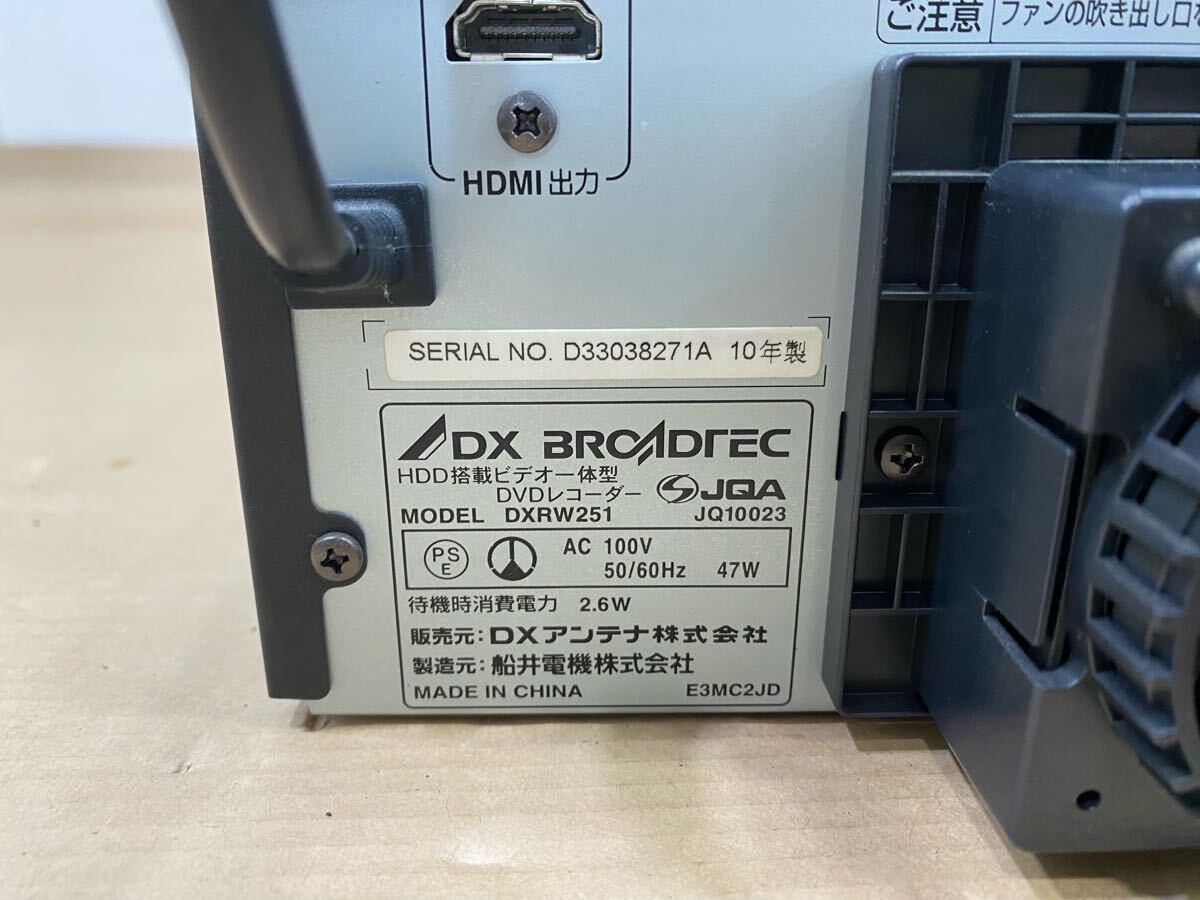 ご注意 ファンの吹き出し口を
HDMI出力
SERIAL NO. D33038271A 10年製
DX BROADTEC
HDD搭載ビデオ一体型
DVDレコーダー JQA
MODEL DXRW251 JQ10023
PS
E
AC 100V
50/60Hz 47W
待機時消費電力 2.6W
販売元: DXアンテナ株式会社
製造元: 船井電機株式会社
MADE IN CHINA E3MC2JD